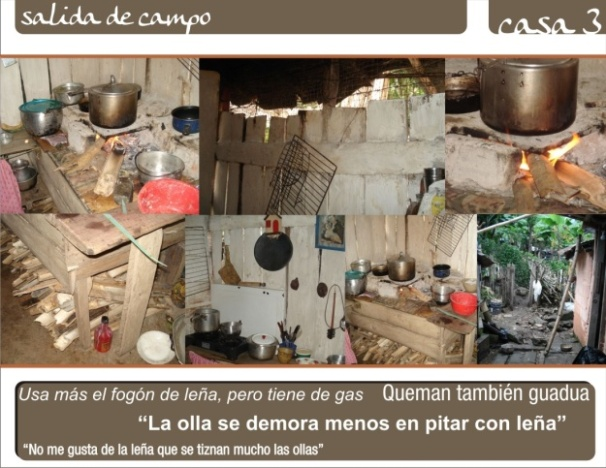 salida de campo
casa 3
Usa más el fogón de leña, pero tiene de gas
Queman también guadua
“La olla se demora menos en pitar con leña”
“No me gusta de la leña que se tiznan mucho las ollas”